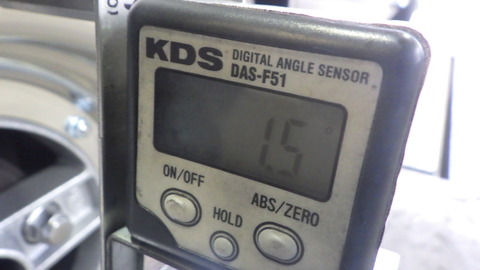 KDS DIGITAL ANGLE SENSOR
DAS-F51
1.5°
ON/OFF
HOLD
ABS/ZERO